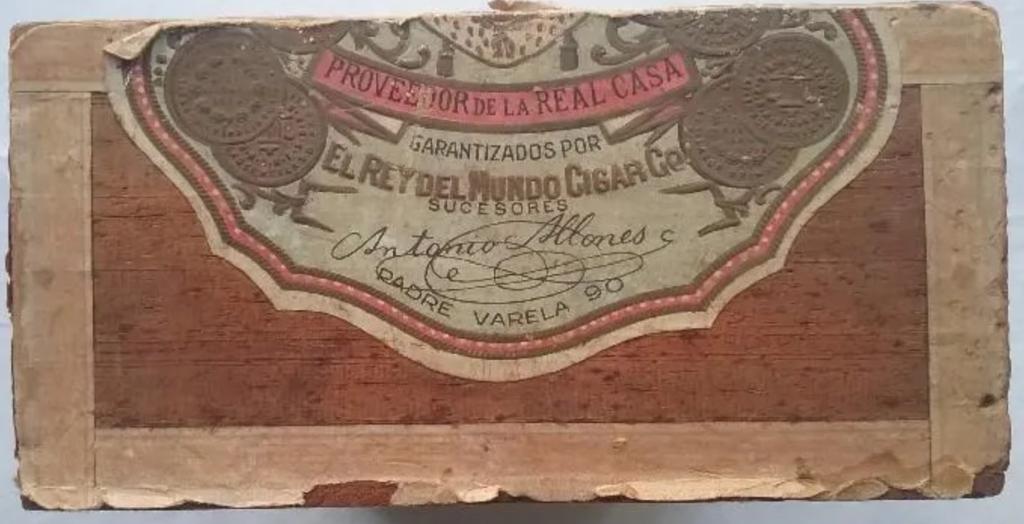 PROVEEDOR DE LA REAL CASA
GARANTIZADOS POR
EL REY DEL MUNDO CIGAR Co.
SUCESORES
Antonio Allones
PADRE VARELA 90